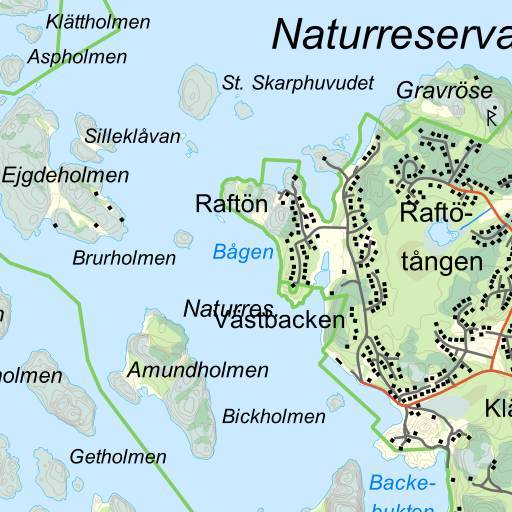 Klättholmen
Naturreserva
Aspholmen
St. Skarphuvudet
Gravröse
R
Silleklåvan
Ejgdeholmen
Raftön
Raftö-
tången
Bågen
Brurholmen
Naturres.
Västbacken
n
Amundholmen
holmen
Bickholmen
Klä
Getholmen
Backe-
bukten